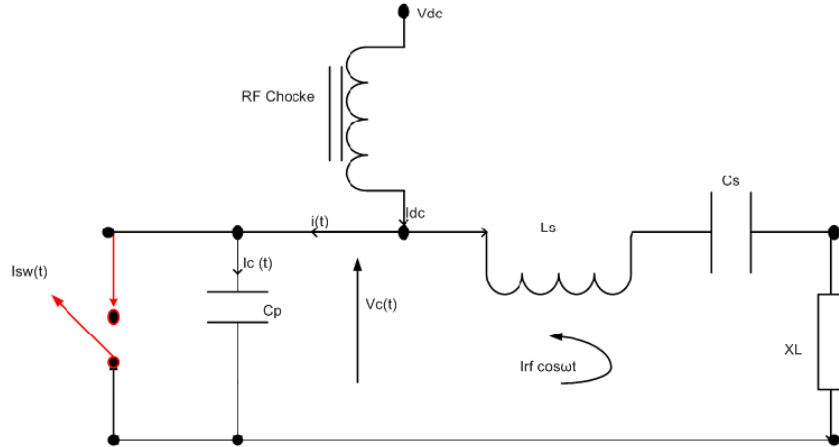 Vdc
RF Chocke
Idc
i(t)
Ls
Cs
Isw(t)
Ic (t)
Cp
Vc(t)
Irf cosωt
XL